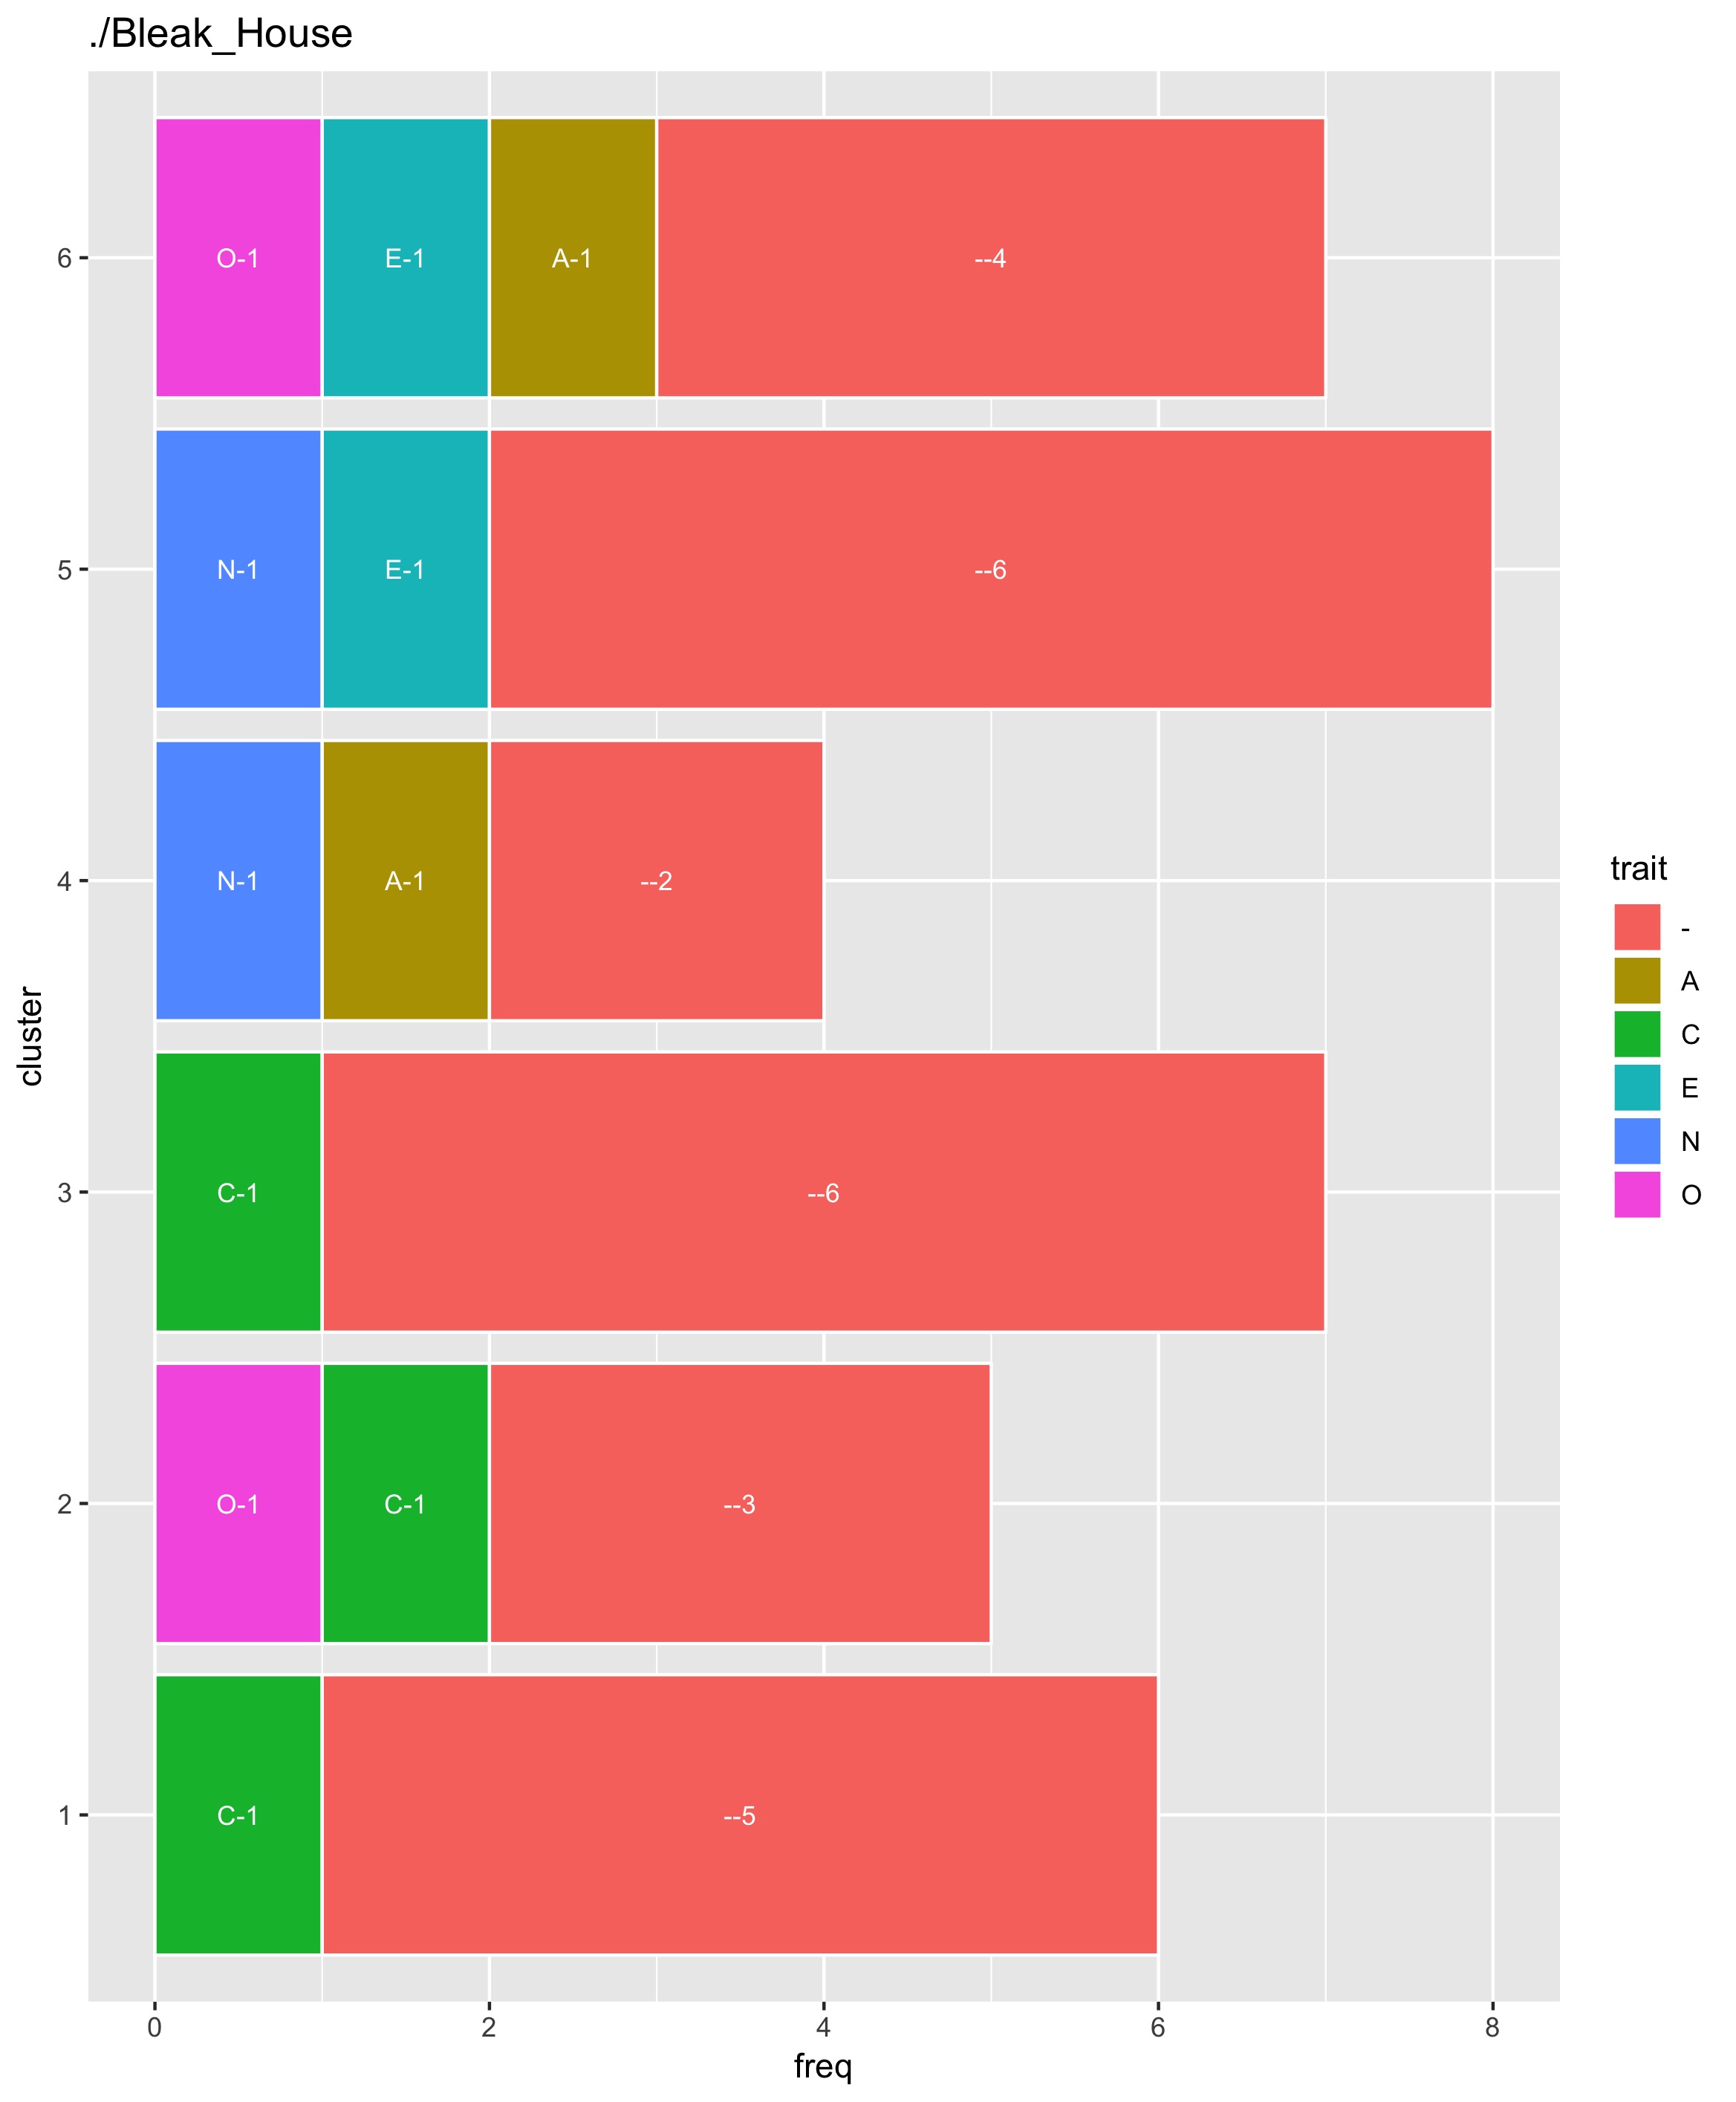 ./Bleak_House
6
O-1 E-1 A-1 --4
5
N-1 E-1 --6
4
N-1 A-1 --2
3
C-1 --6
2
O-1 C-1 --3
1
C-1 --5
0 2 4 6 8
freq
cluster
trait
-
A
C
E
N
O